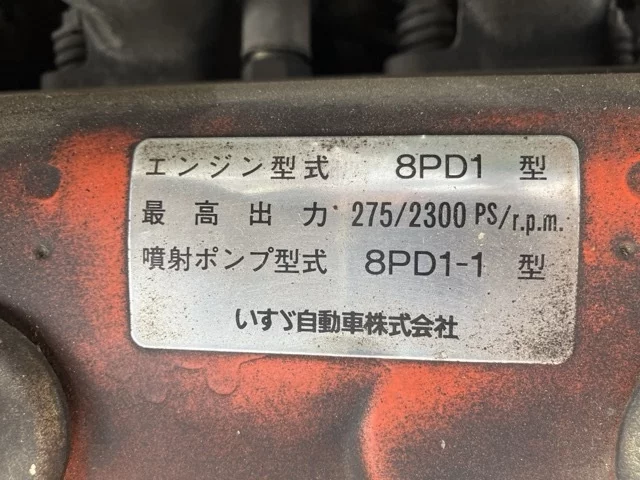 エンジン型式 8PD1 型
最高出力 275/2300 PS/r.p.m.
噴射ポンプ型式 8PD1-1 型
いすゞ自動車株式会社